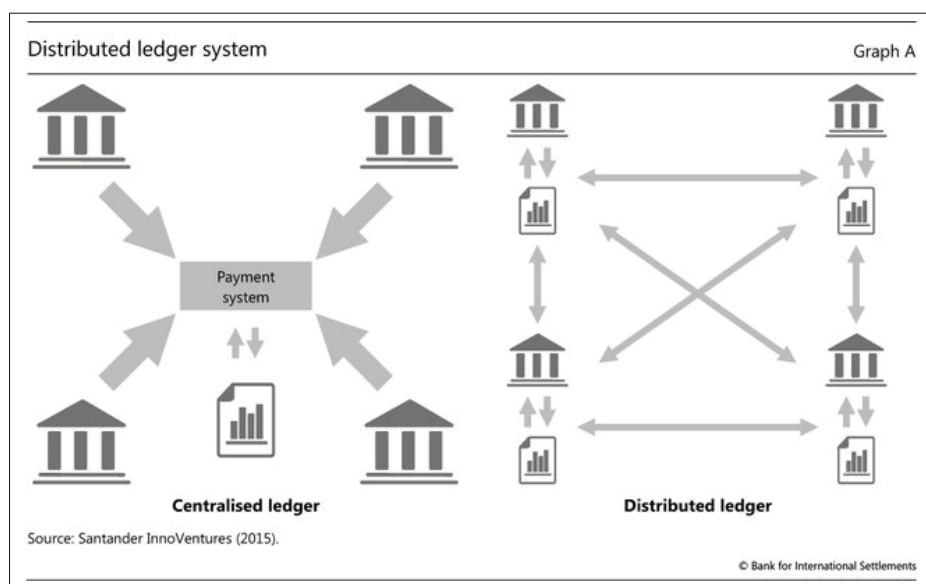 Distributed ledger system
Graph A
Payment
system
Centralised ledger
Distributed ledger
Source: Santander InnoVentures (2015).
© Bank for International Settlements